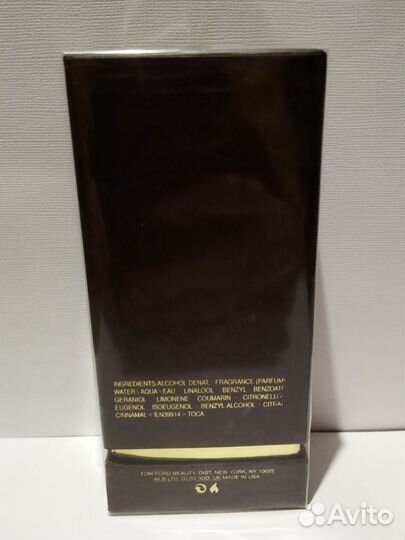 INGREDIENTS: ALCOHOL DENAT. FRAGRANCE (PARFUM)
WATER \ AQUA \ EAU LINALOOL BENZYL BENZOATE
GERANIOL LIMONENE COUMARIN · CITRONELLO
EUGENOL ISOEUGENOL BENZYL ALCOHOL · CITRAL
CINNAMAL < ILN39914 > TOCA
TOM FORD BEAUTY, DIST. NEW YORK, NY 10022
WLB LTD, GU32 3DD, UK MADE IN USA
Avito